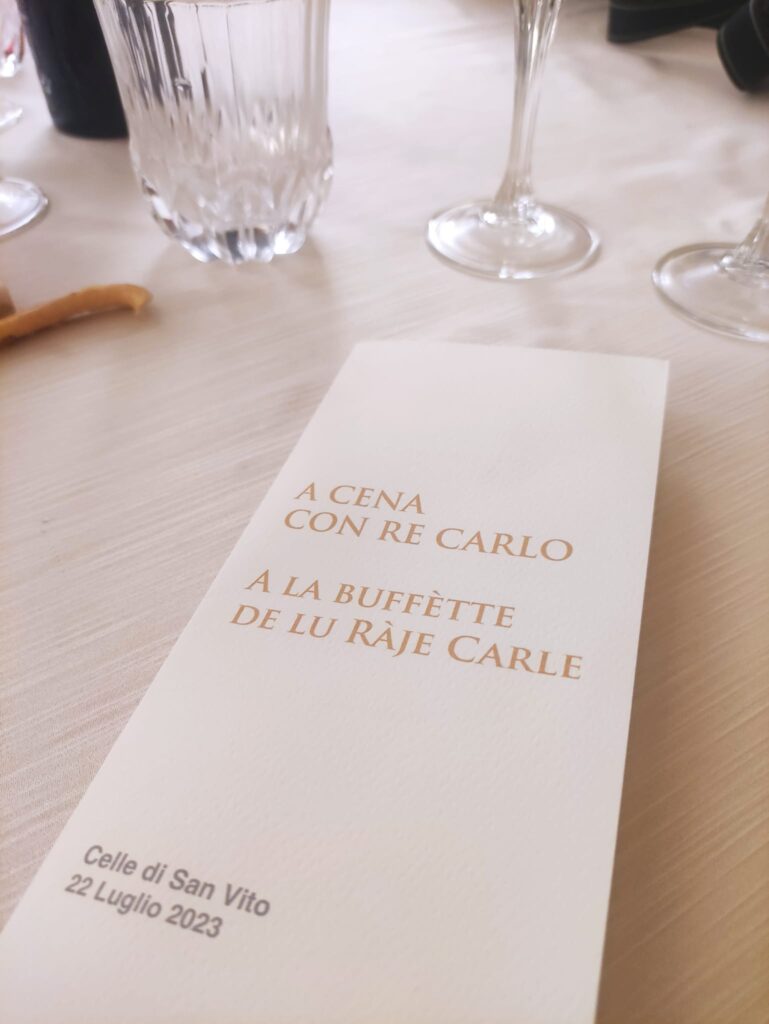 A CENA
CON RE CARLO
A LA BUFFÈTTE
DE LU RÀJE CARLE
Celle di San Vito
22 Luglio 2023